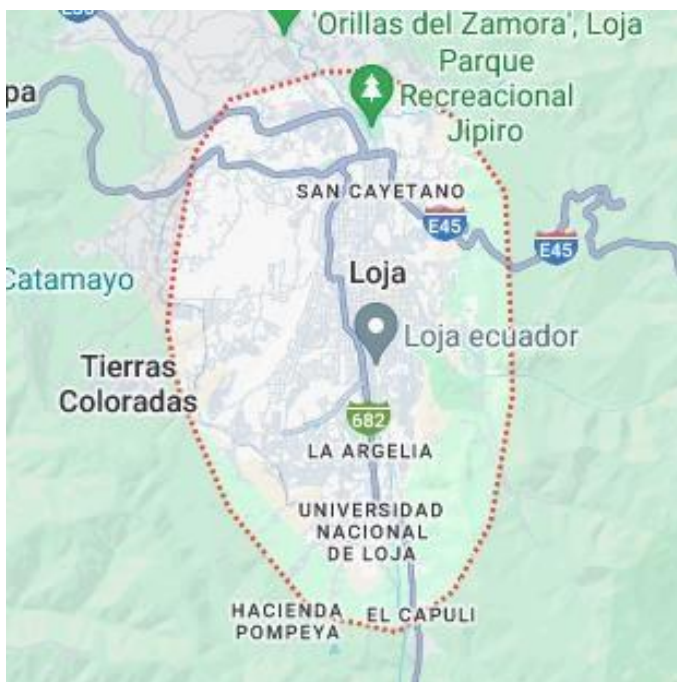 E35
'Orillas del Zamora', Loja
Parque
Recreacional
Jipiro
pa
SAN CAYETANO
E45
E45
Loja
Catamayo
Loja ecuador
Tierras
Coloradas
682
LA ARGELIA
UNIVERSIDAD
NACIONAL
DE LOJA
HACIENDA
POMPEYA
EL CAPULI